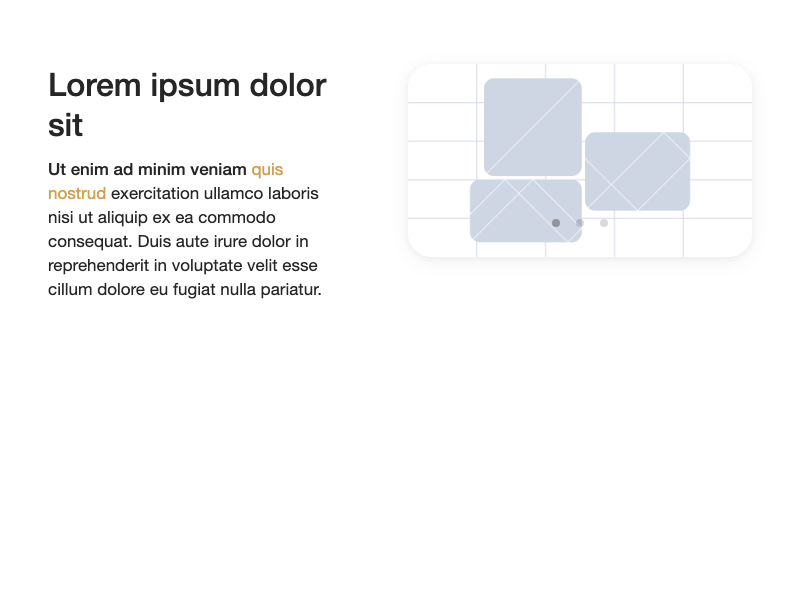 Lorem ipsum dolor
sit
Ut enim ad minim veniam quis
nostrud exercitation ullamco laboris
nisi ut aliquip ex ea commodo
consequat. Duis aute irure dolor in
reprehenderit in voluptate velit esse
cillum dolore eu fugiat nulla pariatur.